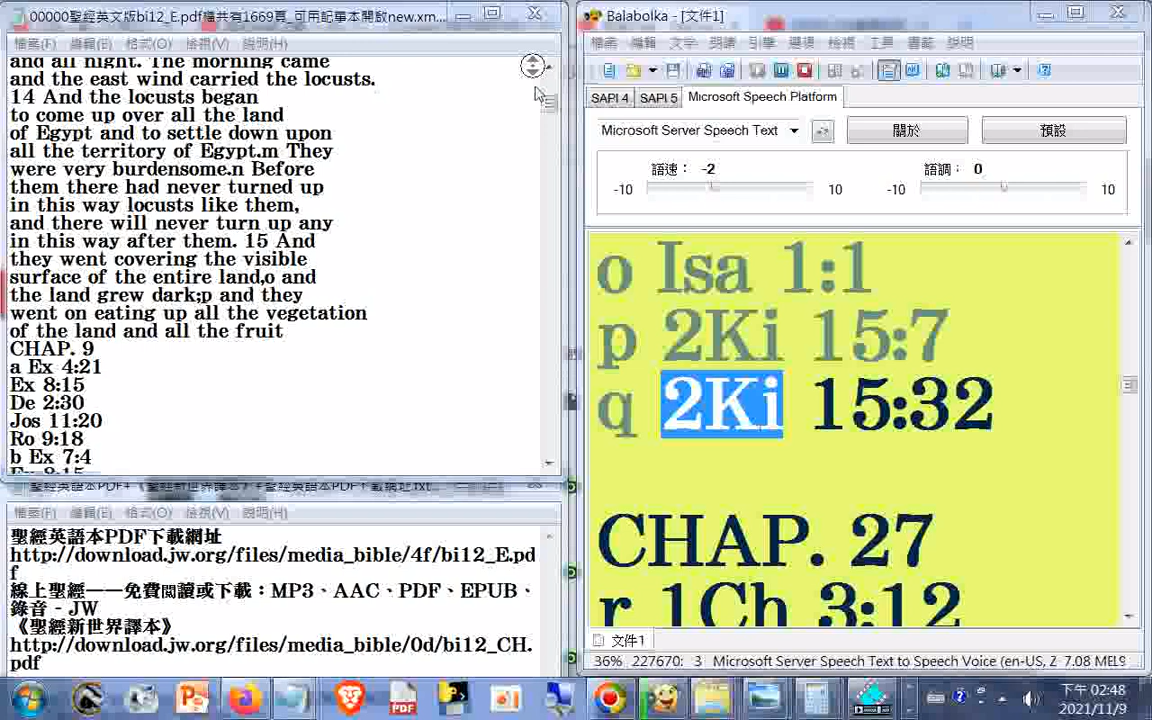 00000聖經英文版bi12_E.pdf檔共有1669頁_可用記事本開啟new.xm...
檔案(F) 編輯(E) 格式(O) 檢視(V) 說明(H)
and all night. The morning came
and the east wind carried the locusts.
14 And the locusts began
to come up over all the land
of Egypt and to settle down upon
all the territory of Egypt.m They
were very burdensome.n Before
them there had never turned up
in this way locusts like them,
and there will never turn up any
in this way after them. 15 And
they went covering the visible
surface of the entire land,o and
the land grew dark;p and they
went on eating up all the vegetation
of the land and all the fruit
CHAP. 9
a Ex 4:21
Ex 8:15
De 2:30
Jos 11:20
Ro 9:18
b Ex 7:4
Ex 8:15
檔案(F) 編輯(E) 格式(O) 檢視(V) 說明(H)
聖經英語本PDF下載網址
http://download.jw.org/files/media_bible/4f/bi12_E.pd
f
線上聖經——免費閱讀或下載：MP3、AAC、PDF、EPUB、
錄音 - JW
《聖經新世界譯本》
http://download.jw.org/files/media_bible/0d/bi12_CH.
pdf
Balabolka - [文件1]
檔案 編輯 文字 朗讀 引擎 選項 檢視 工具 書籤 說明
SAPI 4 SAPI 5 Microsoft Speech Platform
Microsoft Server Speech Text 關於 預設
語速： -2 語調： 0
-10 10 -10 10
o Isa 1:1
p 2Ki 15:7
q 2Ki 15:32
CHAP. 27
r 1Ch 3:12
文件1
36% 227670: 3 Microsoft Server Speech Text to Speech Voice (en-US, Z 7.08 MEL9
PDF
下午 02:48
2021/11/9